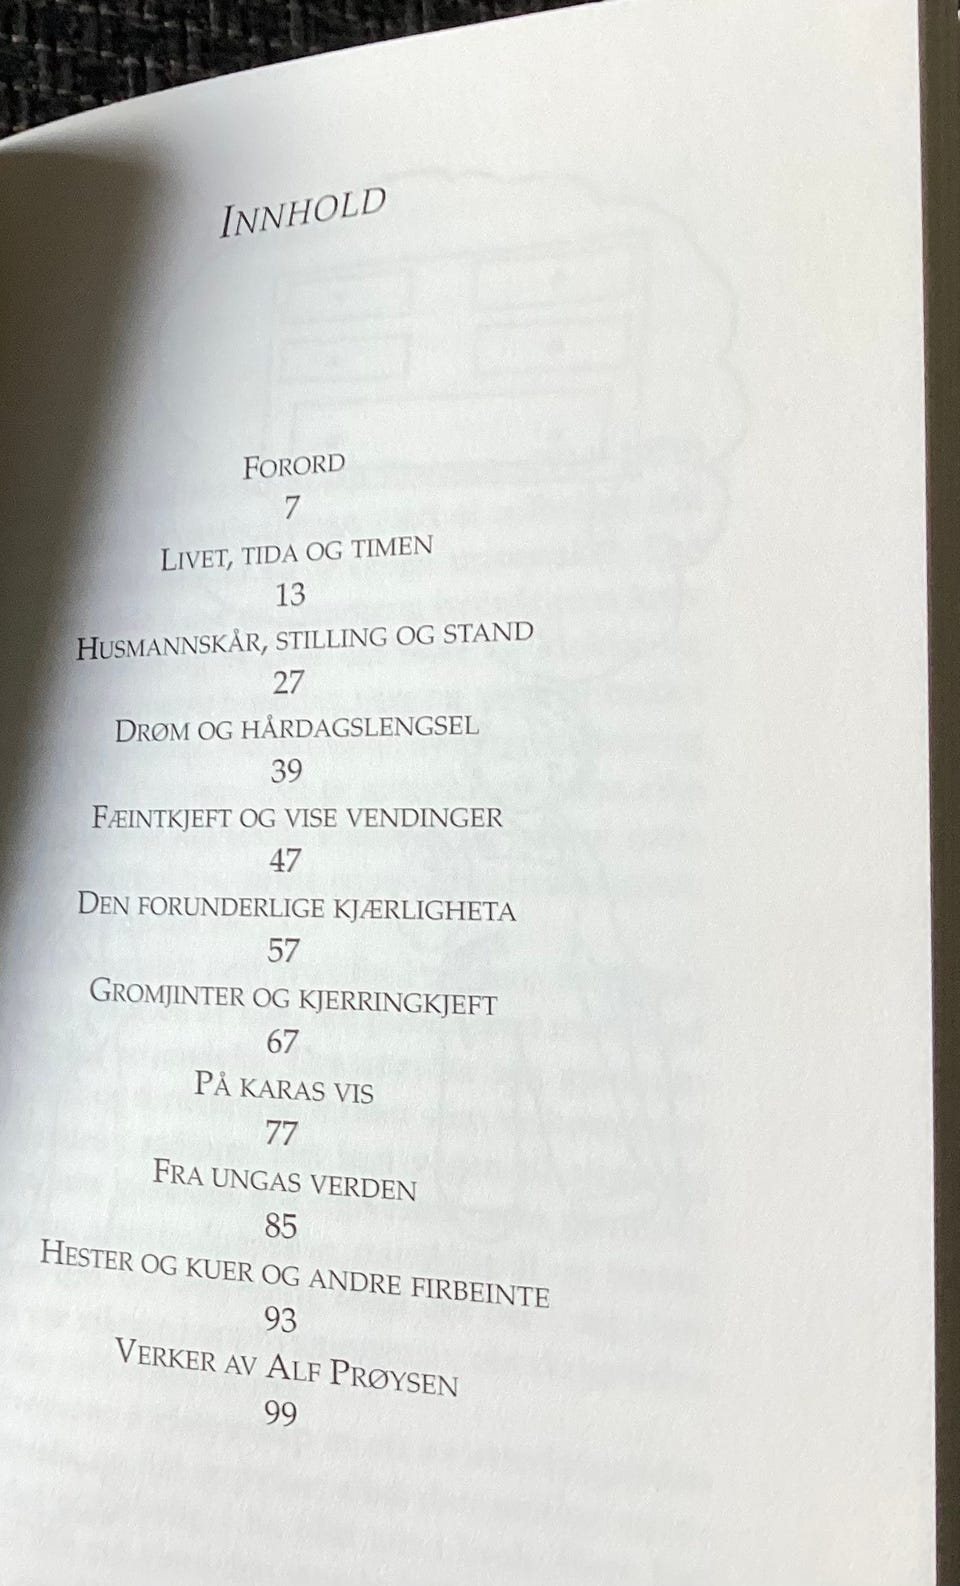 INNHOLD
FORORD
7
LIVET, TIDA OG TIMEN
13
HUSMANNSKÅR, STILLING OG STAND
27
DRØM OG HÅRDAGSLENGSEL
39
FÆINTKJEFT OG VISE VENDINGER
47
DEN FORUNDERLIGE KJÆRLIGHETA
57
GROMJINTER OG KJERRINGKJEFT
67
PÅ KARAS VIS
77
FRA UNGAS VERDEN
85
HESTER OG KUER OG ANDRE FIRBEINTE
93
VERKER AV ALF PRØYSEN
99